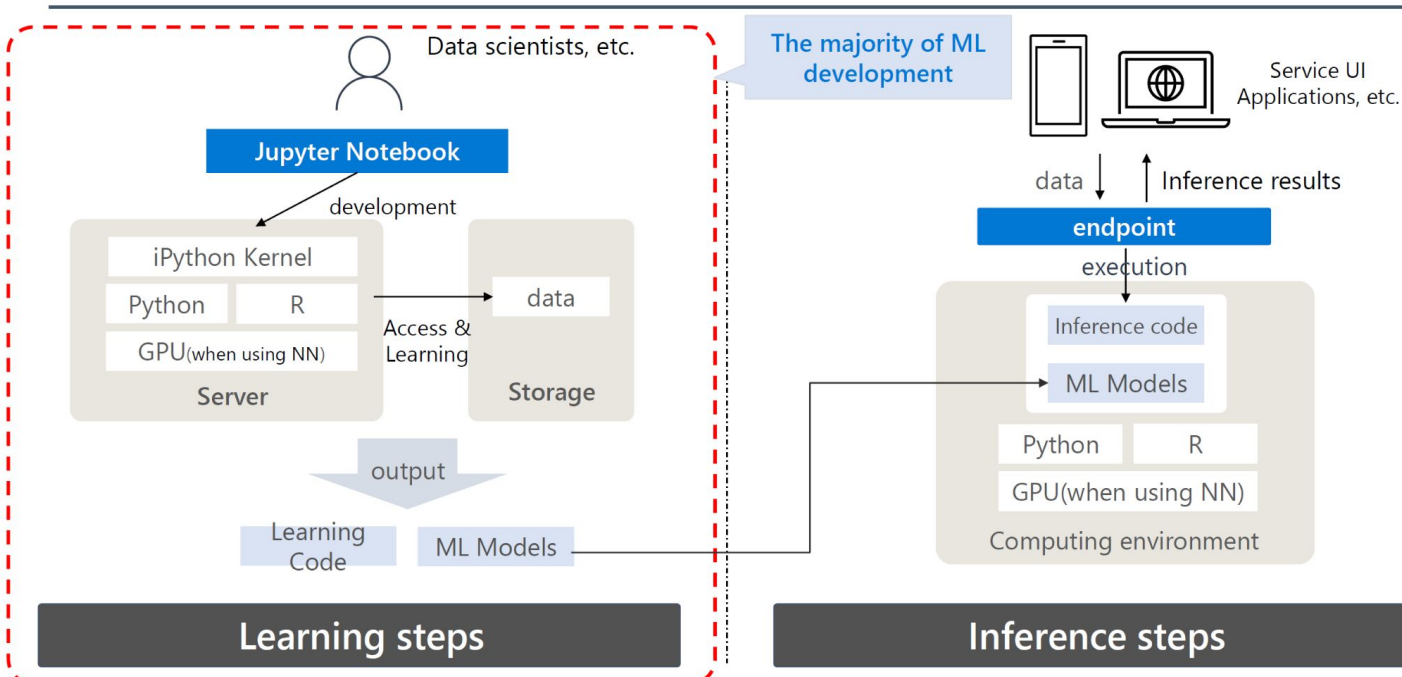 Data scientists, etc.
Jupyter Notebook
development
iPython Kernel
Python
R
GPU(when using NN)
Server
Access &
Learning
data
Storage
output
Learning
Code
ML Models
Learning steps
The majority of ML
development
Service UI
Applications, etc.
data
Inference results
endpoint
execution
Inference code
ML Models
Python
R
GPU(when using NN)
Computing environment
Inference steps